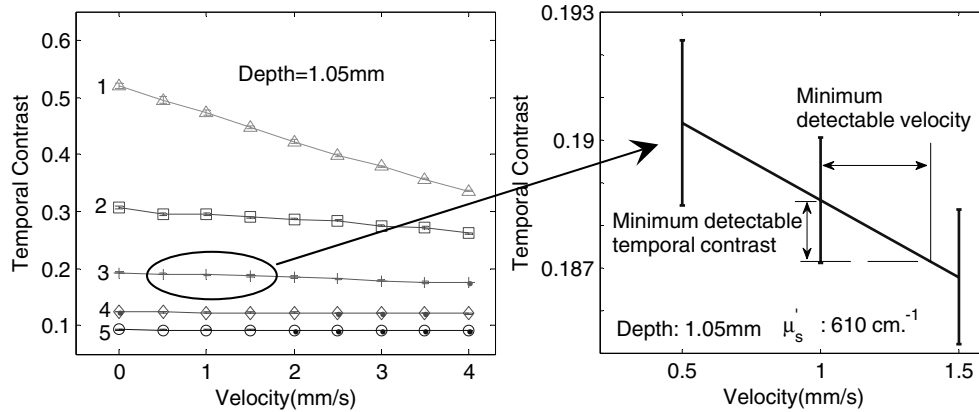 0.6
0.5
0.4
0.3
0.2
0.1
Temporal Contrast
1
2
3
4
5
Depth=1.05mm
0 1 2 3 4
Velocity(mm/s)
0.193
0.19
0.187
Temporal Contrast
Minimum
detectable velocity
Minimum detectable
temporal contrast
Depth: 1.05mm μs' : 610 cm.-1
0.5 1 1.5
Velocity(mm/s)